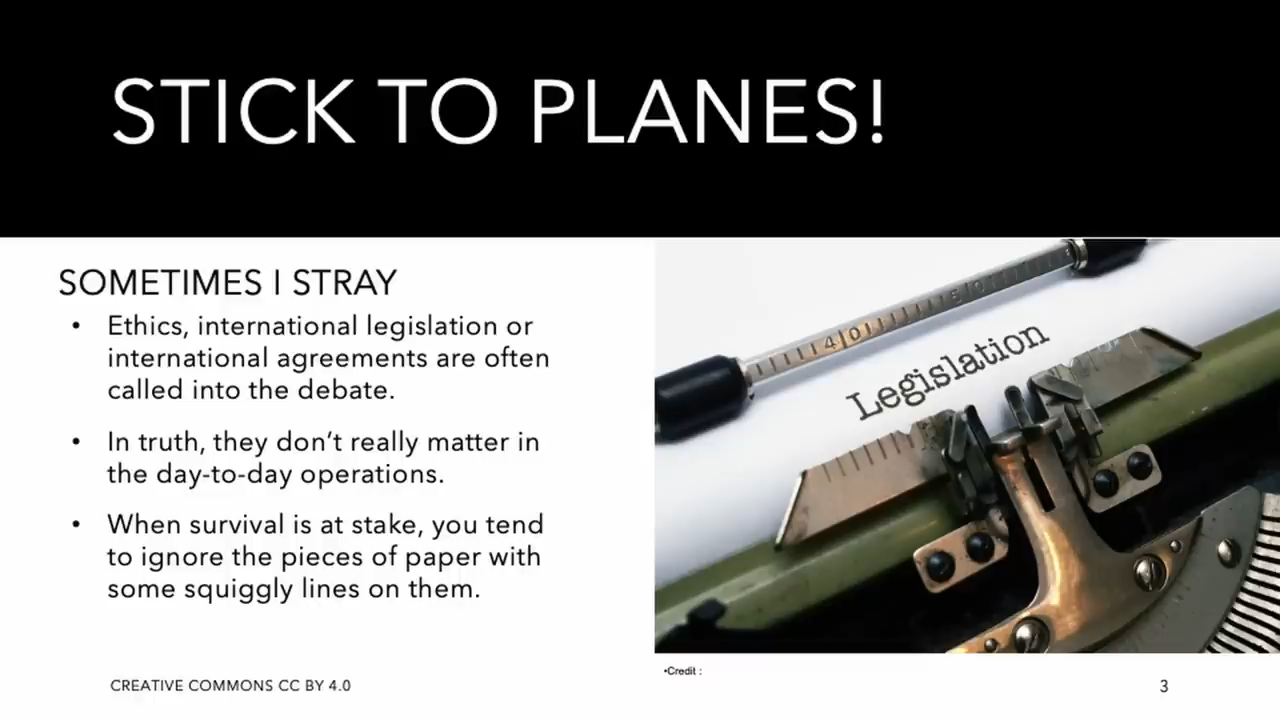 STICK TO PLANES!
SOMETIMES I STRAY
• Ethics, international legislation or
international agreements are often
called into the debate.
• In truth, they don’t really matter in
the day-to-day operations.
• When survival is at stake, you tend
to ignore the pieces of paper with
some squiggly lines on them.
40 50
Legislation
•Credit :
CREATIVE COMMONS CC BY 4.0
3